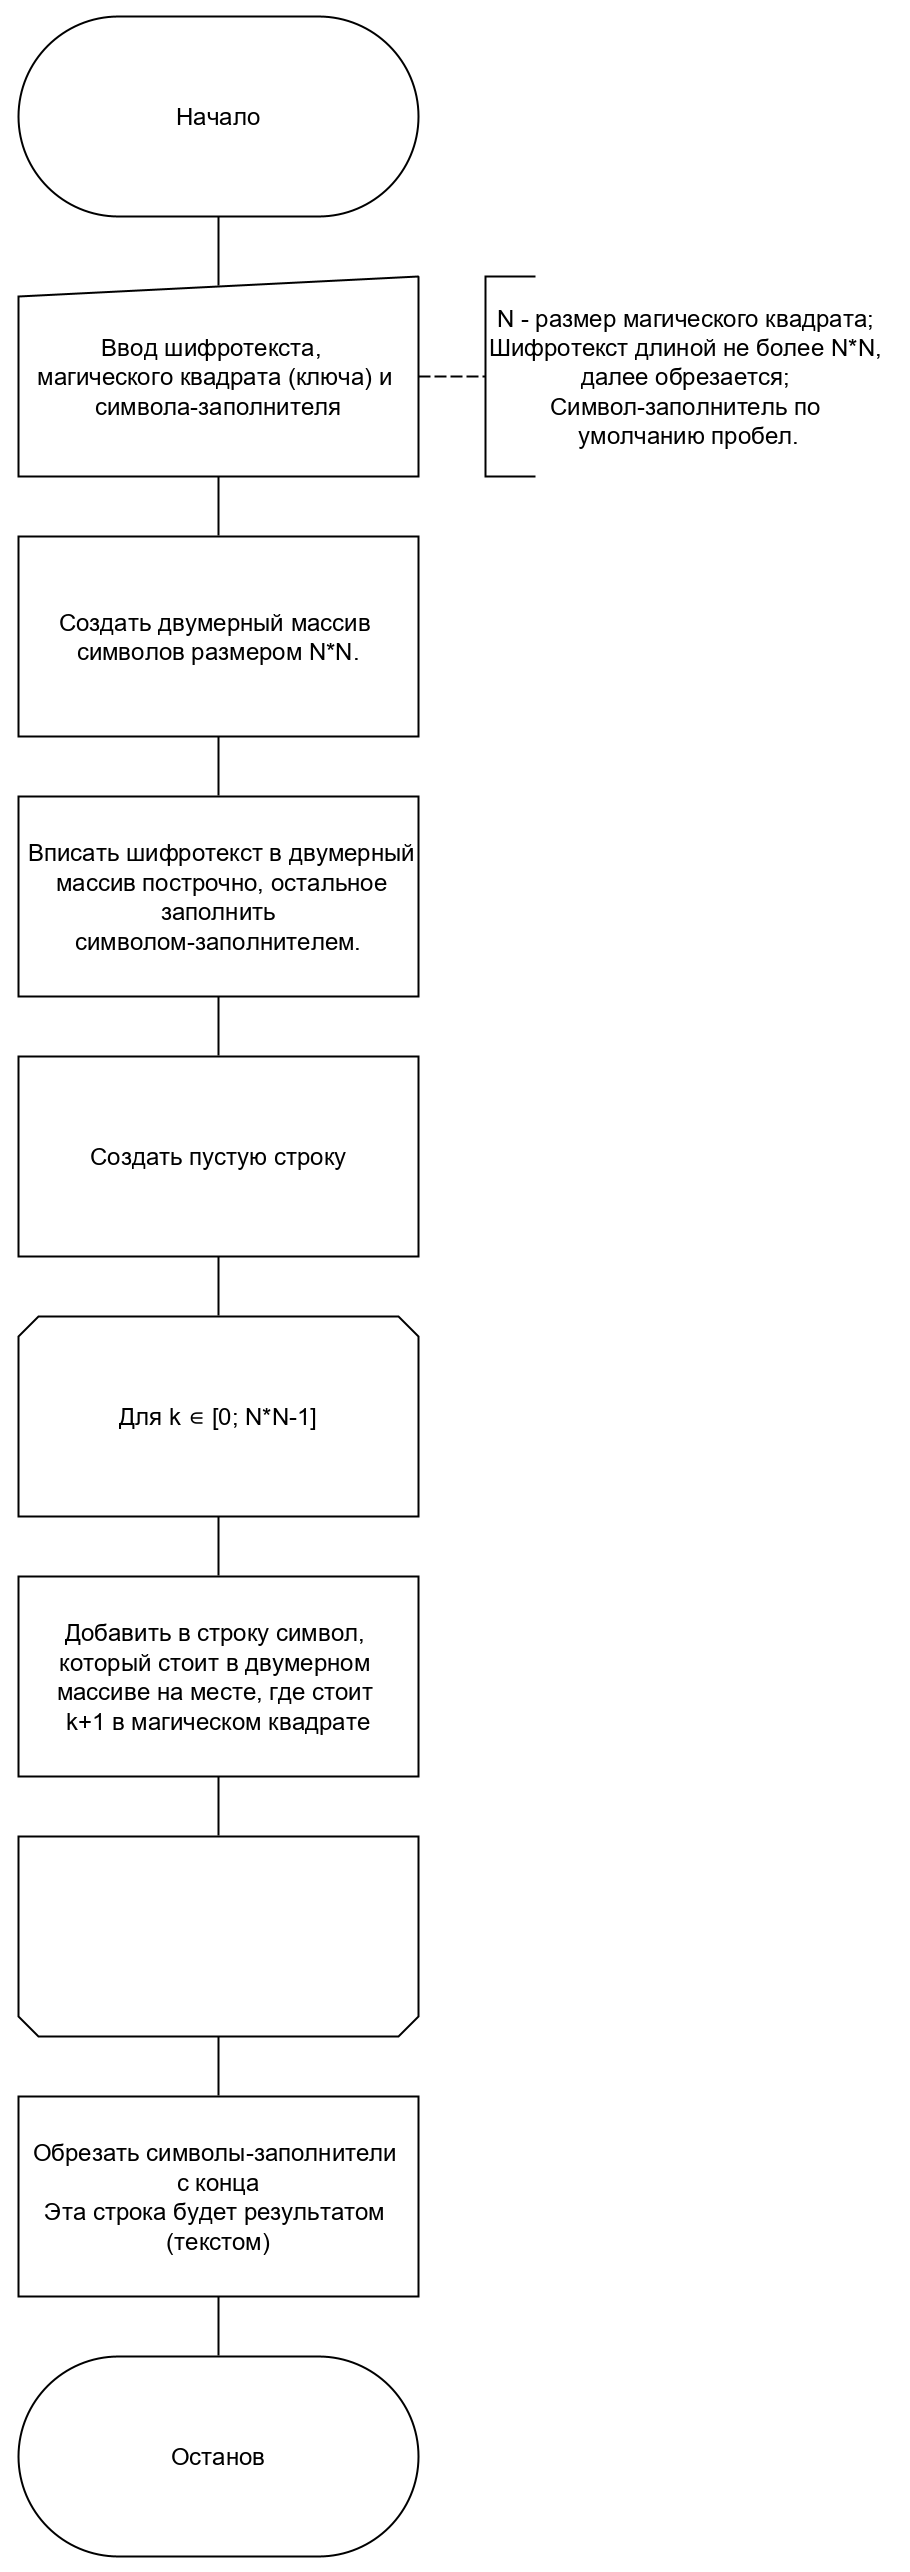 Начало
Ввод шифротекста,
магического квадрата (ключа) и
символа-заполнителя
N - размер магического квадрата;
Шифротекст длиной не более N*N,
далее обрезается;
Символ-заполнитель по
умолчанию пробел.
Создать двумерный массив
символов размером N*N.
Вписать шифротекст в двумерный
массив построчно, остальное
заполнить
символом-заполнителем.
Создать пустую строку
Для k ∈ [0; N*N-1]
Добавить в строку символ,
который стоит в двумерном
массиве на месте, где стоит
k+1 в магическом квадрате
Обрезать символы-заполнители
с конца
Эта строка будет результатом
(текстом)
Останов